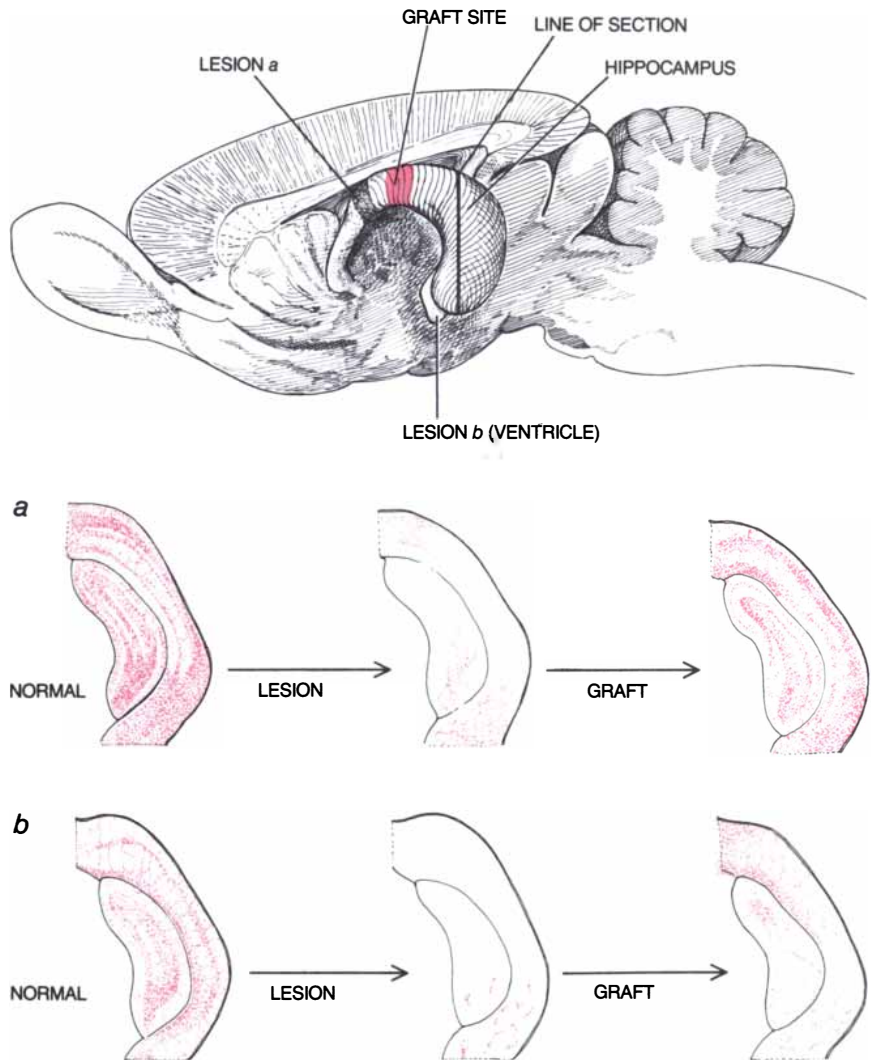 GRAFT SITE
LINE OF SECTION
LESION a
HIPPOCAMPUS
LESION b (VENTRICLE)
a
NORMAL
LESION
GRAFT
b
NORMAL
LESION
GRAFT